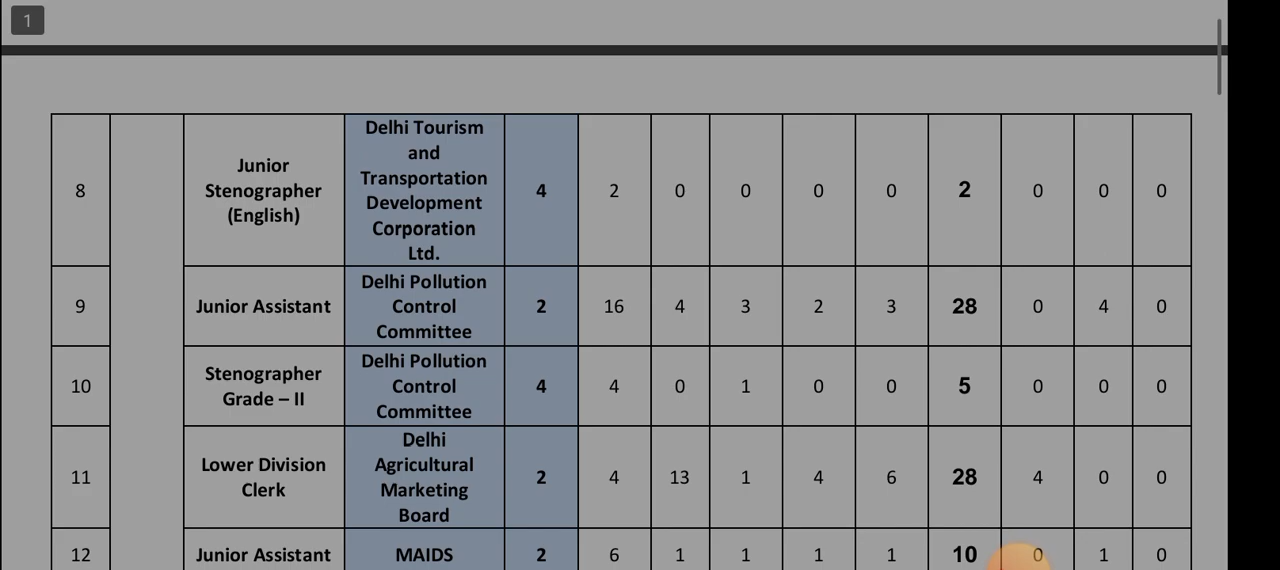 1
8 Junior Stenographer (English) Delhi Tourism and Transportation Development Corporation Ltd. 4 2 0 0 0 0 2 0 0 0
9 Junior Assistant Delhi Pollution Control Committee 2 16 4 3 2 3 28 0 4 0
10 Stenographer Grade – II Delhi Pollution Control Committee 4 4 0 1 0 0 5 0 0 0
11 Lower Division Clerk Delhi Agricultural Marketing Board 2 4 13 1 4 6 28 4 0 0
12 Junior Assistant MAIDS 2 6 1 1 1 1 10 0 1 0